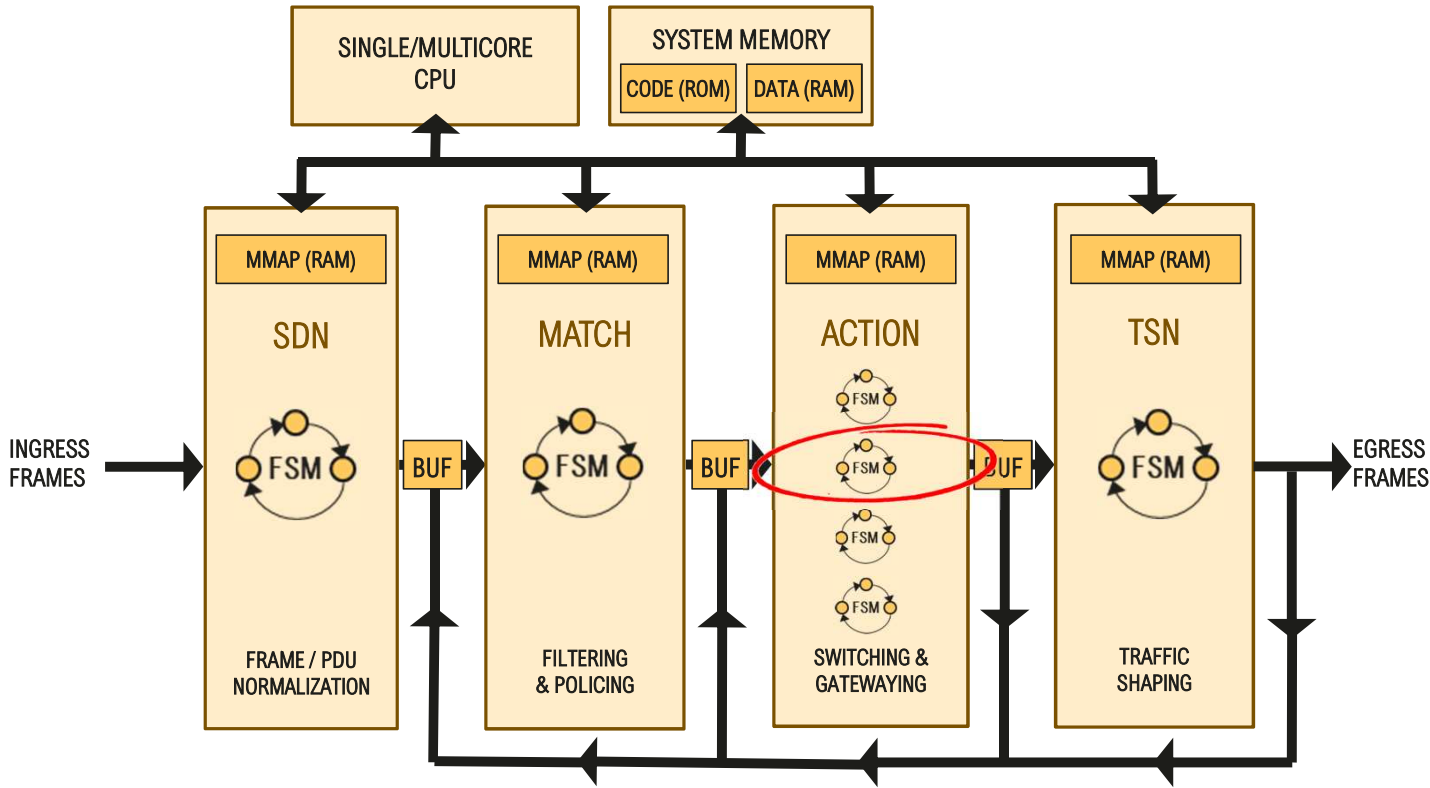 SINGLE/MULTICORE
CPU
SYSTEM MEMORY
CODE (ROM)
DATA (RAM)
MMAP (RAM)
MMAP (RAM)
MMAP (RAM)
MMAP (RAM)
SDN
MATCH
ACTION
TSN
FSM
INGRESS
FRAMES
FSM
BUF
FSM
BUF
FSM
BUF
FSM
EGRESS
FRAMES
FSM
FSM
FRAME / PDU
NORMALIZATION
FILTERING
& POLICING
SWITCHING &
GATEWAYING
TRAFFIC
SHAPING